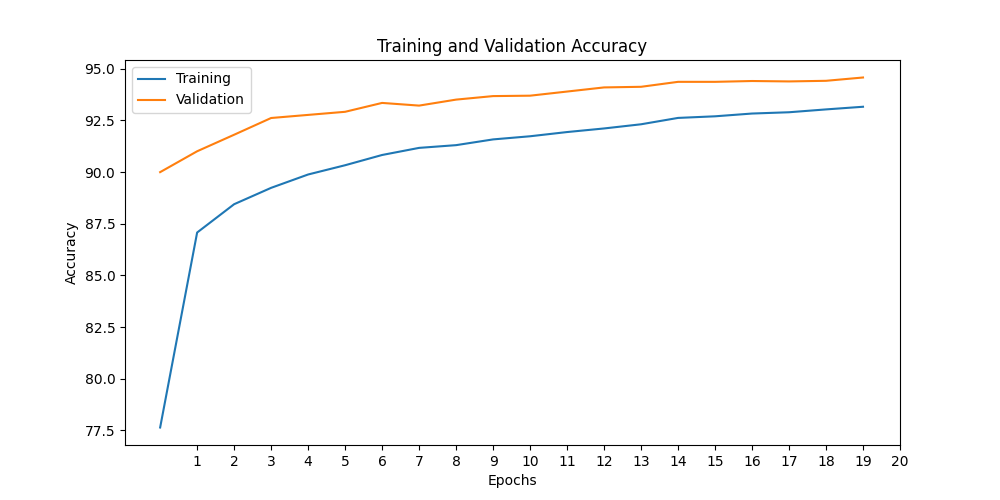 Training and Validation Accuracy
Training
Validation
Accuracy
95.0
92.5
90.0
87.5
85.0
82.5
80.0
77.5
1 2 3 4 5 6 7 8 9 10 11 12 13 14 15 16 17 18 19 20
Epochs